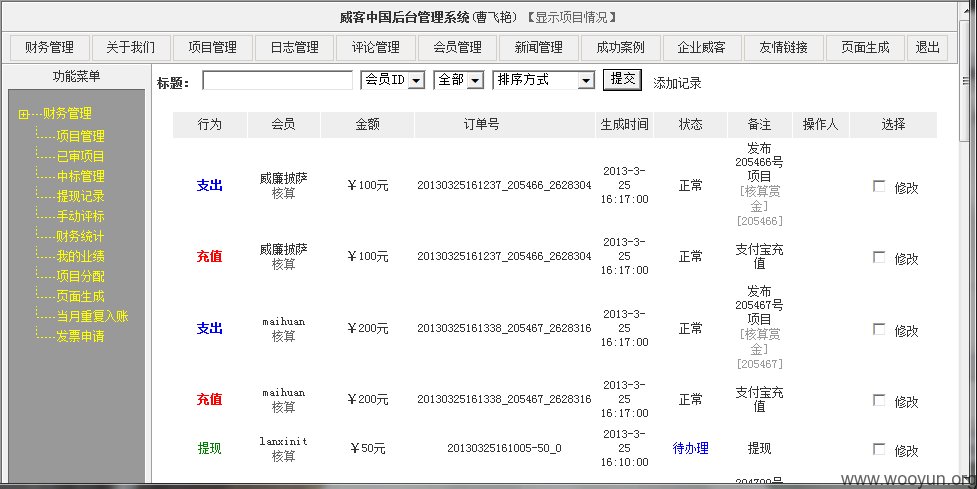 威客中国后台管理系统(曹飞艳) 【显示项目情况】
财务管理 关于我们 项目管理 日志管理 评论管理 会员管理 新闻管理 成功案例 企业威客 友情链接 页面生成 退出
功能菜单
财务管理
项目管理
已审项目
中标管理
提现记录
手动评标
财务统计
我的业绩
项目分配
页面生成
当月重复入账
发票申请
标题： 会员ID 全部 排序方式 提交 添加记录
行为 会员 金额 订单号 生成时间 状态 备注 操作人 选择
支出 威廉披萨 核算 ￥100元 20130325161237_205466_2628304 2013-3-25 16:17:00 正常 发布205466号项目 [核算赏金] [205466] 修改
充值 威廉披萨 核算 ￥100元 20130325161237_205466_2628304 2013-3-25 16:17:00 正常 支付宝充值 修改
支出 maihuan 核算 ￥200元 20130325161338_205467_2628316 2013-3-25 16:17:00 正常 发布205467号项目 [核算赏金] [205467] 修改
充值 maihuan 核算 ￥200元 20130325161338_205467_2628316 2013-3-25 16:17:00 正常 支付宝充值 修改
提现 lanxinit 核算 ￥50元 20130325161005-50_0 2013-3-25 16:10:00 待办理 提现 修改
www.wooyun.org